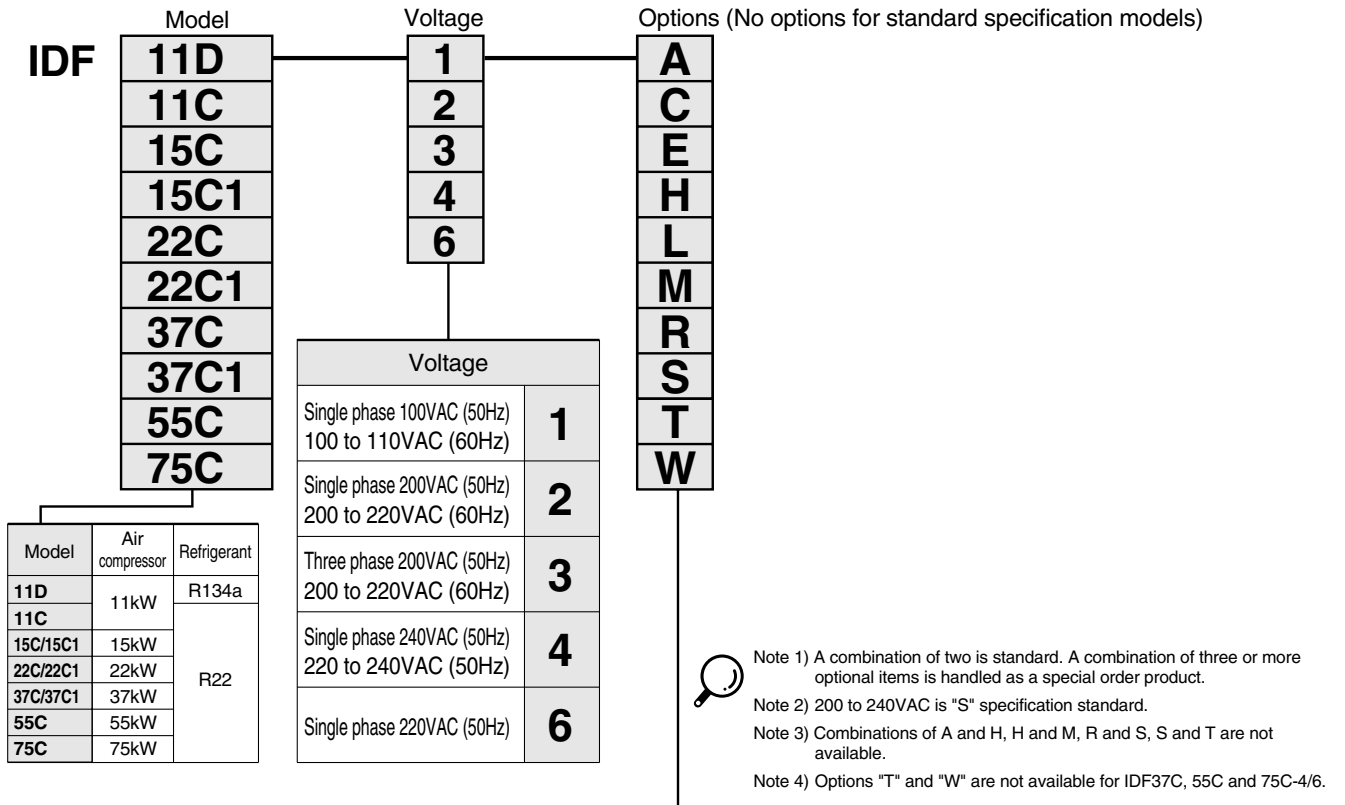 Model
Voltage
Options (No options for standard specification models)
IDF
11D
11C
15C
15C1
22C
22C1
37C
37C1
55C
75C
1
2
3
4
6
A
C
E
H
L
M
R
S
T
W
Model
Air compressor
Refrigerant
11D
11kW
R134a
11C
15C/15C1
15kW
22C/22C1
22kW
R22
37C/37C1
37kW
55C
55kW
75C
75kW
Voltage
Single phase 100VAC (50Hz)
100 to 110VAC (60Hz)
1
Single phase 200VAC (50Hz)
200 to 220VAC (60Hz)
2
Three phase 200VAC (50Hz)
200 to 220VAC (60Hz)
3
Single phase 240VAC (50Hz)
220 to 240VAC (50Hz)
4
Single phase 220VAC (50Hz)
6
Note 1) A combination of two is standard. A combination of three or more
optional items is handled as a special order product.
Note 2) 200 to 240VAC is "S" specification standard.
Note 3) Combinations of A and H, H and M, R and S, S and T are not
available.
Note 4) Options "T" and "W" are not available for IDF37C, 55C and 75C-4/6.